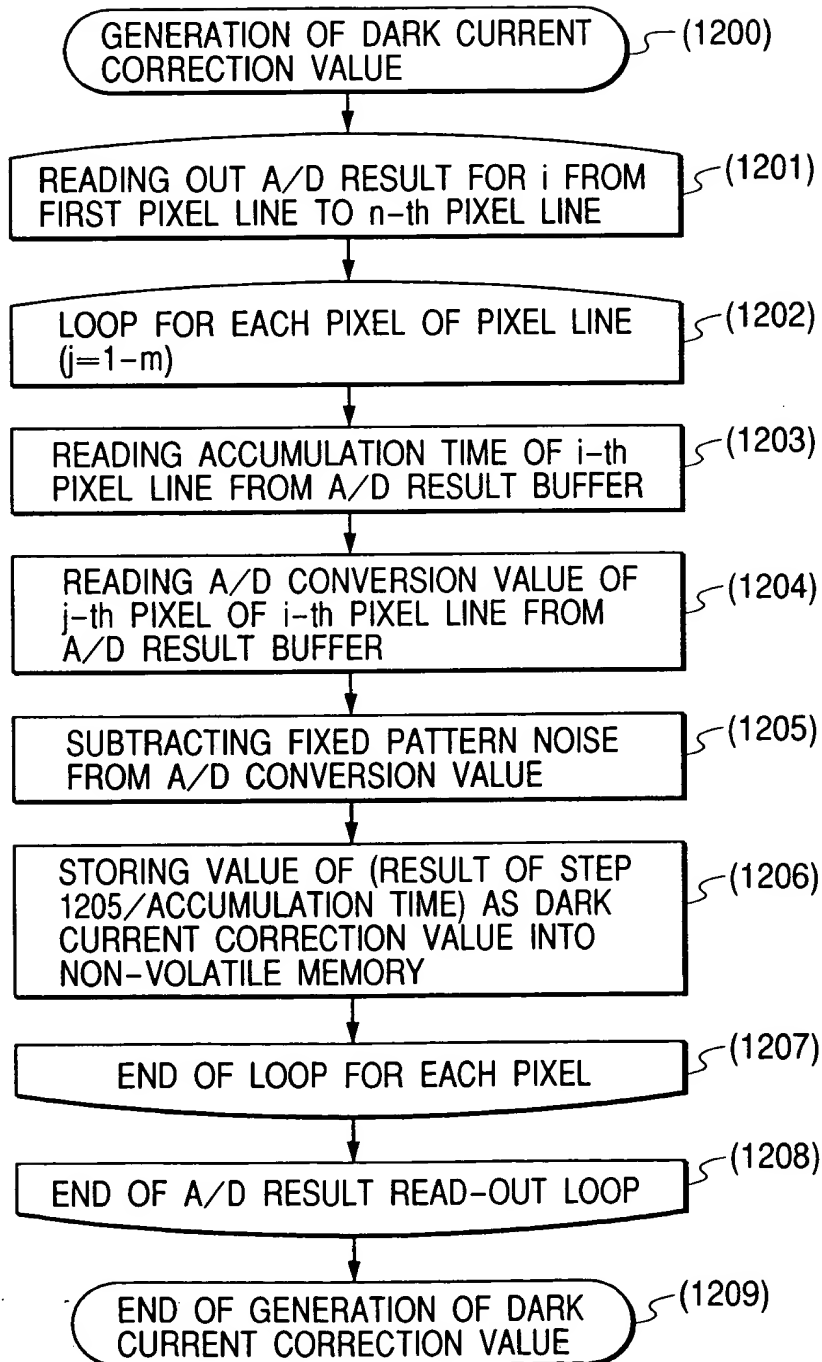 GENERATION OF DARK CURRENT
CORRECTION VALUE
(1200)
READING OUT A/D RESULT FOR i FROM
FIRST PIXEL LINE TO n-th PIXEL LINE
(1201)
LOOP FOR EACH PIXEL OF PIXEL LINE
(j=1-m)
(1202)
READING ACCUMULATION TIME OF i-th
PIXEL LINE FROM A/D RESULT BUFFER
(1203)
READING A/D CONVERSION VALUE OF
j-th PIXEL OF i-th PIXEL LINE FROM
A/D RESULT BUFFER
(1204)
SUBTRACTING FIXED PATTERN NOISE
FROM A/D CONVERSION VALUE
(1205)
STORING VALUE OF (RESULT OF STEP
1205/ACCUMULATION TIME) AS DARK
CURRENT CORRECTION VALUE INTO
NON-VOLATILE MEMORY
(1206)
END OF LOOP FOR EACH PIXEL
(1207)
END OF A/D RESULT READ-OUT LOOP
(1208)
END OF GENERATION OF DARK
CURRENT CORRECTION VALUE
(1209)